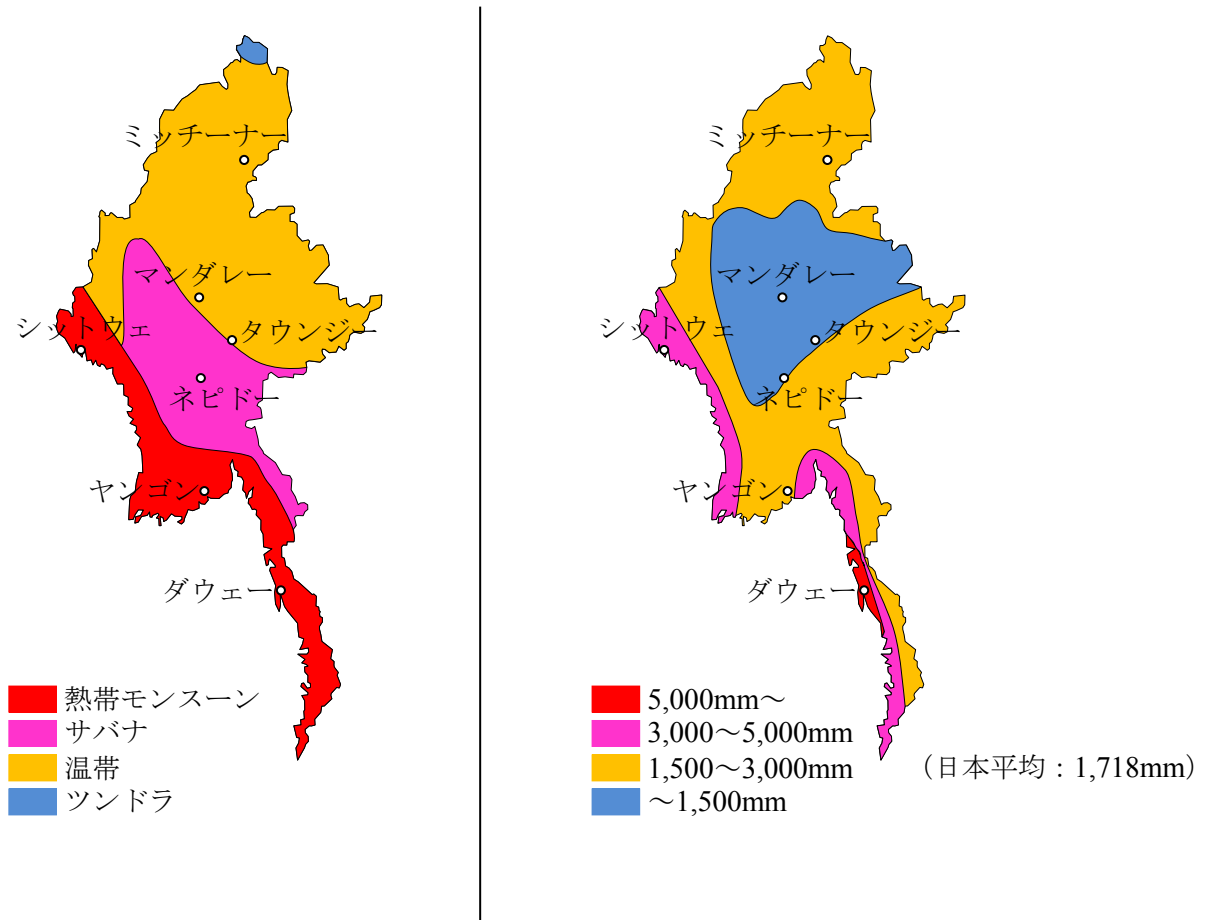 ミッチーナー
マンダレー
シットウェ
タウンジー
ネピドー
ヤンゴン
ダウェー
熱帯モンスーン
サバナ
温帯
ツンドラ
ミッチーナー
マンダレー
シットウェ
タウンジー
ネピドー
ヤンゴン
ダウェー
5,000mm～
3,000～5,000mm
1,500～3,000mm （日本平均：1,718mm）
～1,500mm